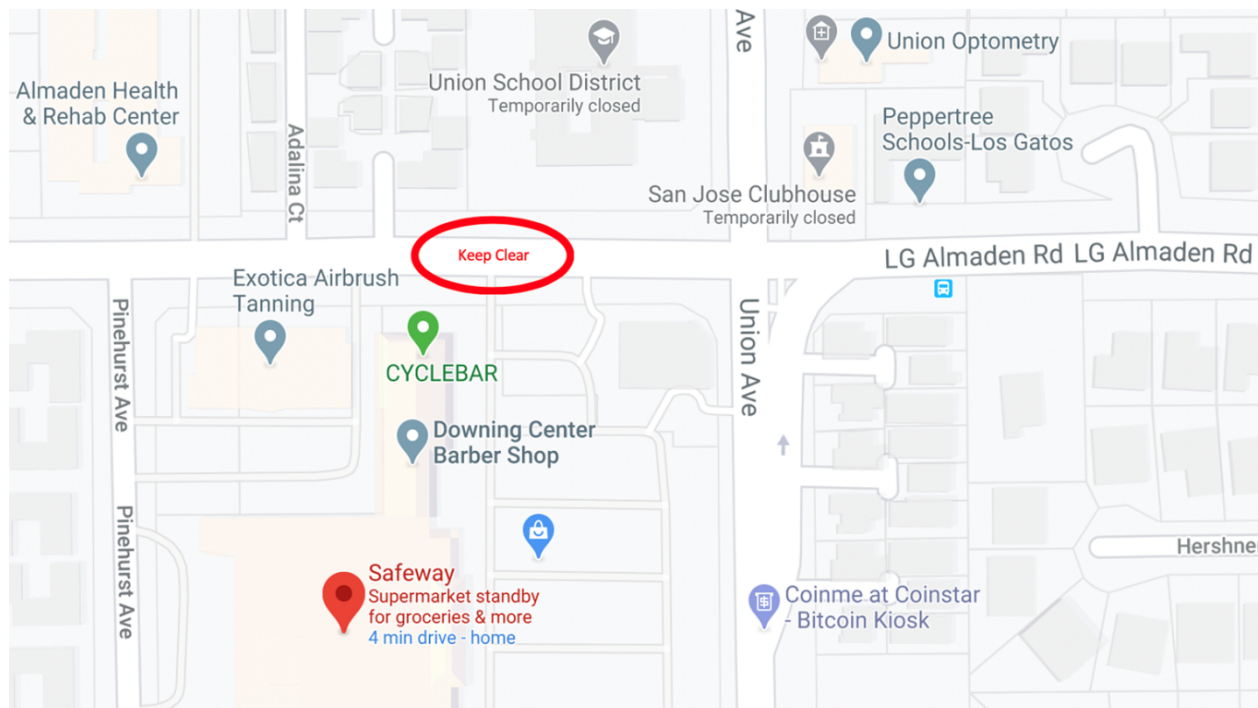 Ave
Union Optometry
Union School District
Temporarily closed
Almaden Health
& Rehab Center
Peppertree
Schools-Los Gatos
Adalina Ct
San Jose Clubhouse
Temporarily closed
Keep Clear
LG Almaden Rd LG Almaden Rd
Exotica Airbrush
Tanning
Pinehurst Ave
Union Ave
CYCLEBAR
Downing Center
Barber Shop
Pinehurst Ave
Hershne
Safeway
Supermarket standby
for groceries & more
4 min drive - home
Coinme at Coinstar
- Bitcoin Kiosk